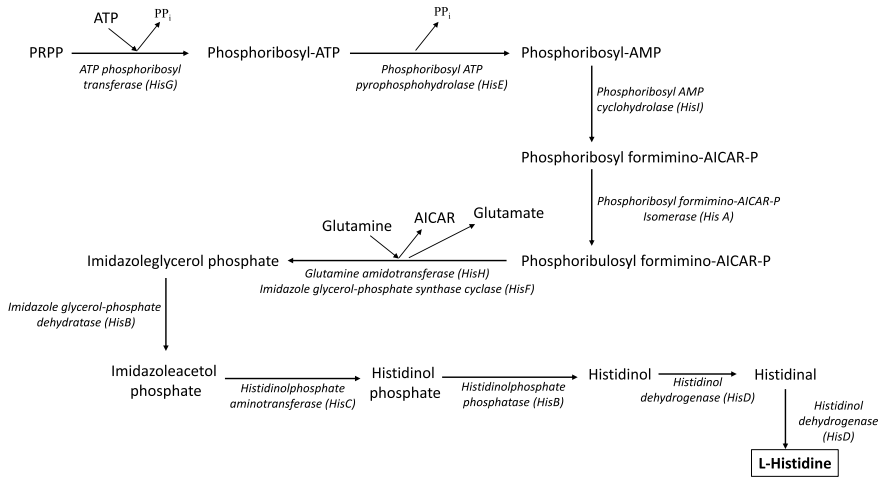 ATP
PPi
PPi
PRPP
Phosphoribosyl-ATP
Phosphoribosyl-AMP
ATP phosphoribosyl
transferase (HisG)
Phosphoribosyl ATP
pyrophosphohydrolase (HisE)
Phosphoribosyl AMP
cyclohydrolase (HisI)
Phosphoribosyl formimino-AICAR-P
Phosphoribosyl formimino-AICAR-P
Isomerase (His A)
Glutamine
AICAR
Glutamate
Imidazoleglycerol phosphate
Phosphoribulosyl formimino-AICAR-P
Glutamine amidotransferase (HisH)
Imidazole glycerol-phosphate synthase cyclase (HisF)
Imidazole glycerol-phosphate
dehydratase (HisB)
Imidazoleacetol
phosphate
Histidinolphosphate
aminotransferase (HisC)
Histidinol
phosphate
Histidinolphosphate
phosphatase (HisB)
Histidinol
Histidinol
dehydrogenase (HisD)
Histidinal
Histidinol
dehydrogenase
(HisD)
L-Histidine